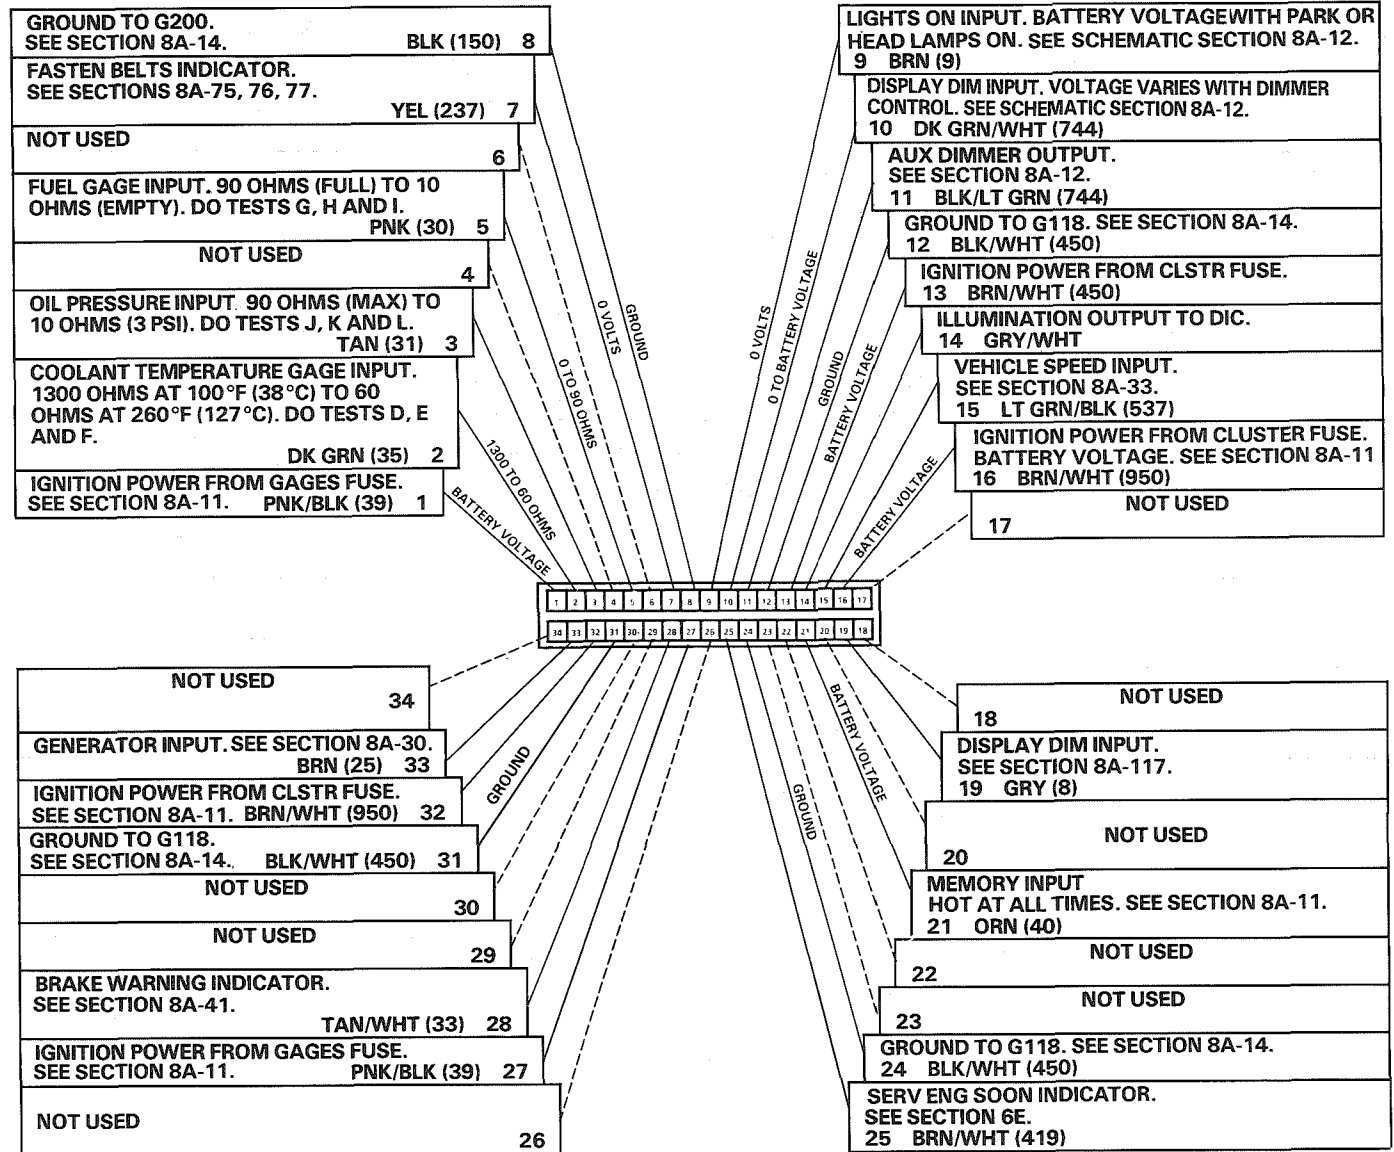 GROUND TO G200.
SEE SECTION 8A-14. BLK (150) 8
FASTEN BELTS INDICATOR.
SEE SECTIONS 8A-75, 76, 77.
YEL (237) 7
NOT USED
6
FUEL GAGE INPUT. 90 OHMS (FULL) TO 10
OHMS (EMPTY). DO TESTS G, H AND I.
PNK (30) 5
NOT USED
4
OIL PRESSURE INPUT. 90 OHMS (MAX) TO
10 OHMS (3 PSI). DO TESTS J, K AND L.
TAN (31) 3
COOLANT TEMPERATURE GAGE INPUT.
1300 OHMS AT 100°F (38°C) TO 60
OHMS AT 260°F (127°C). DO TESTS D, E
AND F.
DK GRN (35) 2
IGNITION POWER FROM GAGES FUSE.
SEE SECTION 8A-11. PNK/BLK (39) 1
LIGHTS ON INPUT. BATTERY VOLTAGE WITH PARK OR
HEAD LAMPS ON. SEE SCHEMATIC SECTION 8A-12.
9 BRN (9)
DISPLAY DIM INPUT. VOLTAGE VARIES WITH DIMMER
CONTROL. SEE SCHEMATIC SECTION 8A-12.
10 DK GRN/WHT (744)
AUX DIMMER OUTPUT.
SEE SECTION 8A-12.
11 BLK/LT GRN (744)
GROUND TO G118. SEE SECTION 8A-14.
12 BLK/WHT (450)
IGNITION POWER FROM CLSTR FUSE.
13 BRN/WHT (450)
ILLUMINATION OUTPUT TO DIC.
14 GRY/WHT
VEHICLE SPEED INPUT.
SEE SECTION 8A-33.
15 LT GRN/BLK (537)
IGNITION POWER FROM CLUSTER FUSE.
BATTERY VOLTAGE. SEE SECTION 8A-11
16 BRN/WHT (950)
NOT USED
17
BATTERY VOLTAGE
1300 TO 60 OHMS
0 TO 90 OHMS
0 VOLTS
GROUND
0 VOLTS
0 TO BATTERY VOLTAGE
GROUND
BATTERY VOLTAGE
BATTERY VOLTAGE
1 2 3 4 5 6 7 8 9 10 11 12 13 14 15 16 17
34 33 32 31 30 29 28 27 26 25 24 23 22 21 20 19 18
GROUND
GROUND
BATTERY VOLTAGE
NOT USED
34
GENERATOR INPUT. SEE SECTION 8A-30.
BRN (25) 33
IGNITION POWER FROM CLSTR FUSE.
SEE SECTION 8A-11. BRN/WHT (950) 32
GROUND TO G118.
SEE SECTION 8A-14. BLK/WHT (450) 31
NOT USED
30
NOT USED
29
BRAKE WARNING INDICATOR.
SEE SECTION 8A-41.
TAN/WHT (33) 28
IGNITION POWER FROM GAGES FUSE.
SEE SECTION 8A-11. PNK/BLK (39) 27
NOT USED
26
NOT USED
18
DISPLAY DIM INPUT.
SEE SECTION 8A-117.
19 GRY (8)
NOT USED
20
MEMORY INPUT
HOT AT ALL TIMES. SEE SECTION 8A-11.
21 ORN (40)
NOT USED
22
NOT USED
23
GROUND TO G118. SEE SECTION 8A-14.
24 BLK/WHT (450)
SERV ENG SOON INDICATOR.
SEE SECTION 6E.
25 BRN/WHT (419)